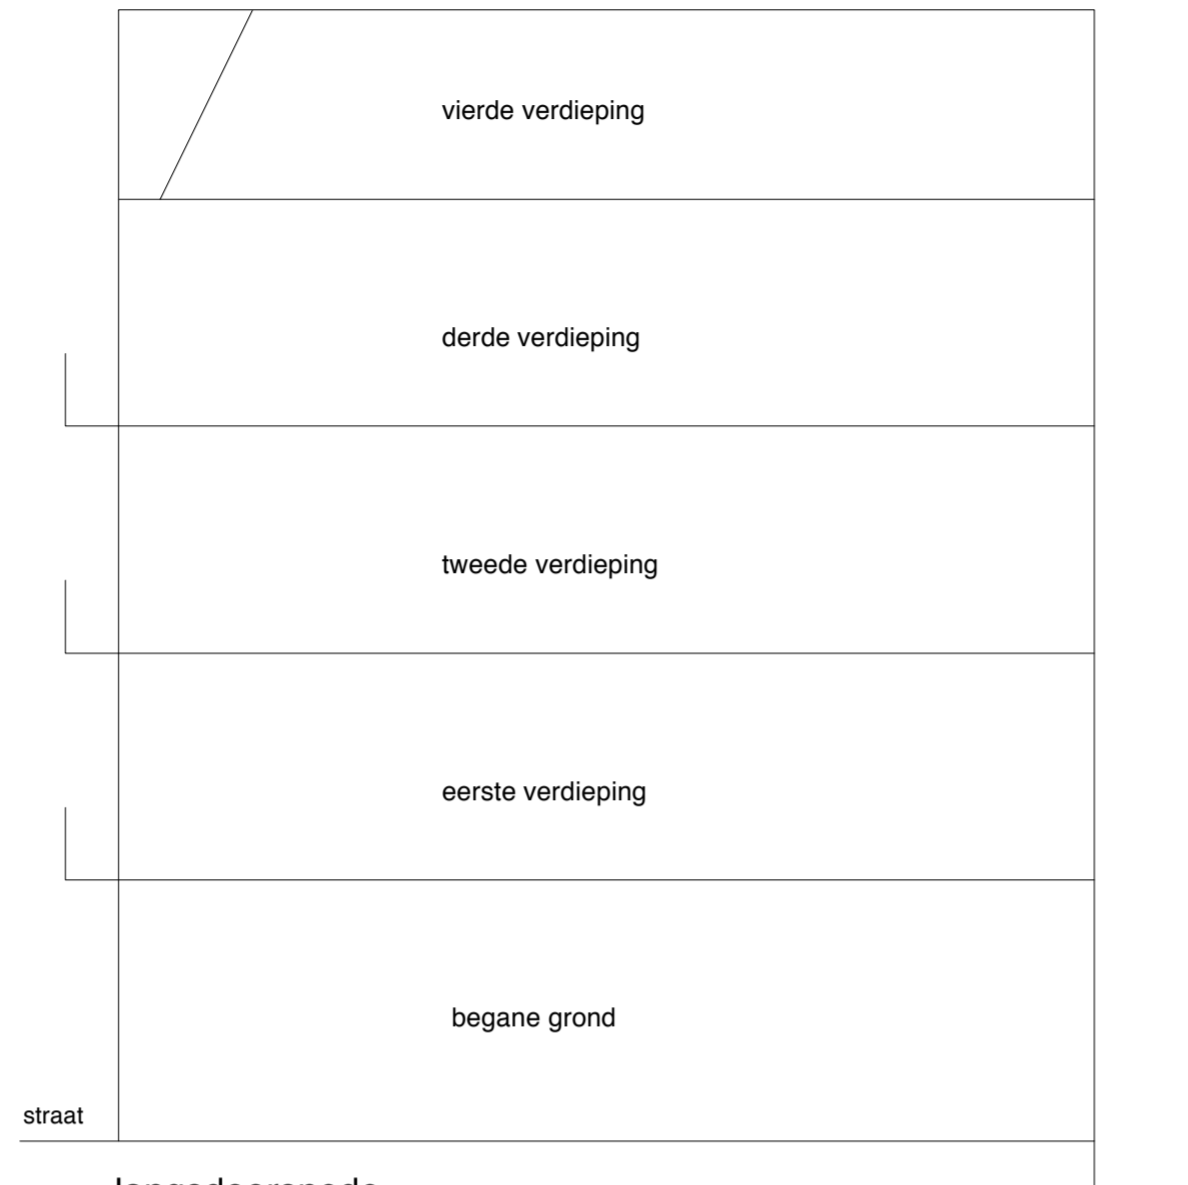 vierde verdieping
derde verdieping
tweede verdieping
eerste verdieping
begane grond
straat